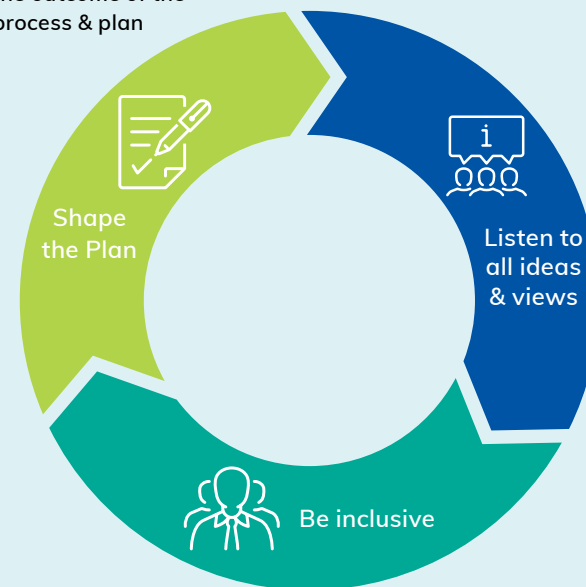 process & plan
Shape
the Plan
i
Listen to
all ideas
& views
Be inclusive